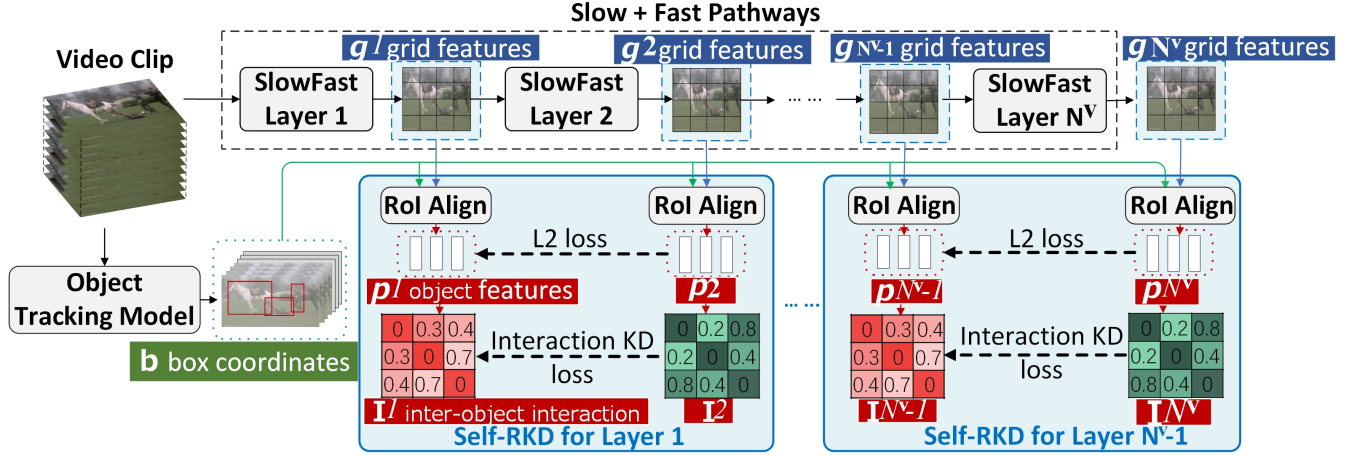 Slow + Fast Pathways
Video Clip
g1 grid features
g2 grid features
gNv-1 grid features
gNv grid features
SlowFast
Layer 1
SlowFast
Layer 2
... ...
SlowFast
Layer Nv
RoI Align
RoI Align
RoI Align
RoI Align
L2 loss
L2 loss
Object
Tracking Model
p1 object features
p2
pNv-1
pNv
... ...
b box coordinates
0 0.3 0.4
0.3 0 0.7
0.4 0.7 0
Interaction KD
loss
0 0.2 0.8
0.2 0 0.4
0.8 0.4 0
0 0.3 0.4
0.3 0 0.7
0.4 0.7 0
Interaction KD
loss
0 0.2 0.8
0.2 0 0.4
0.8 0.4 0
I1 inter-object interaction
I2
INv-1
INv
Self-RKD for Layer 1
Self-RKD for Layer Nv-1